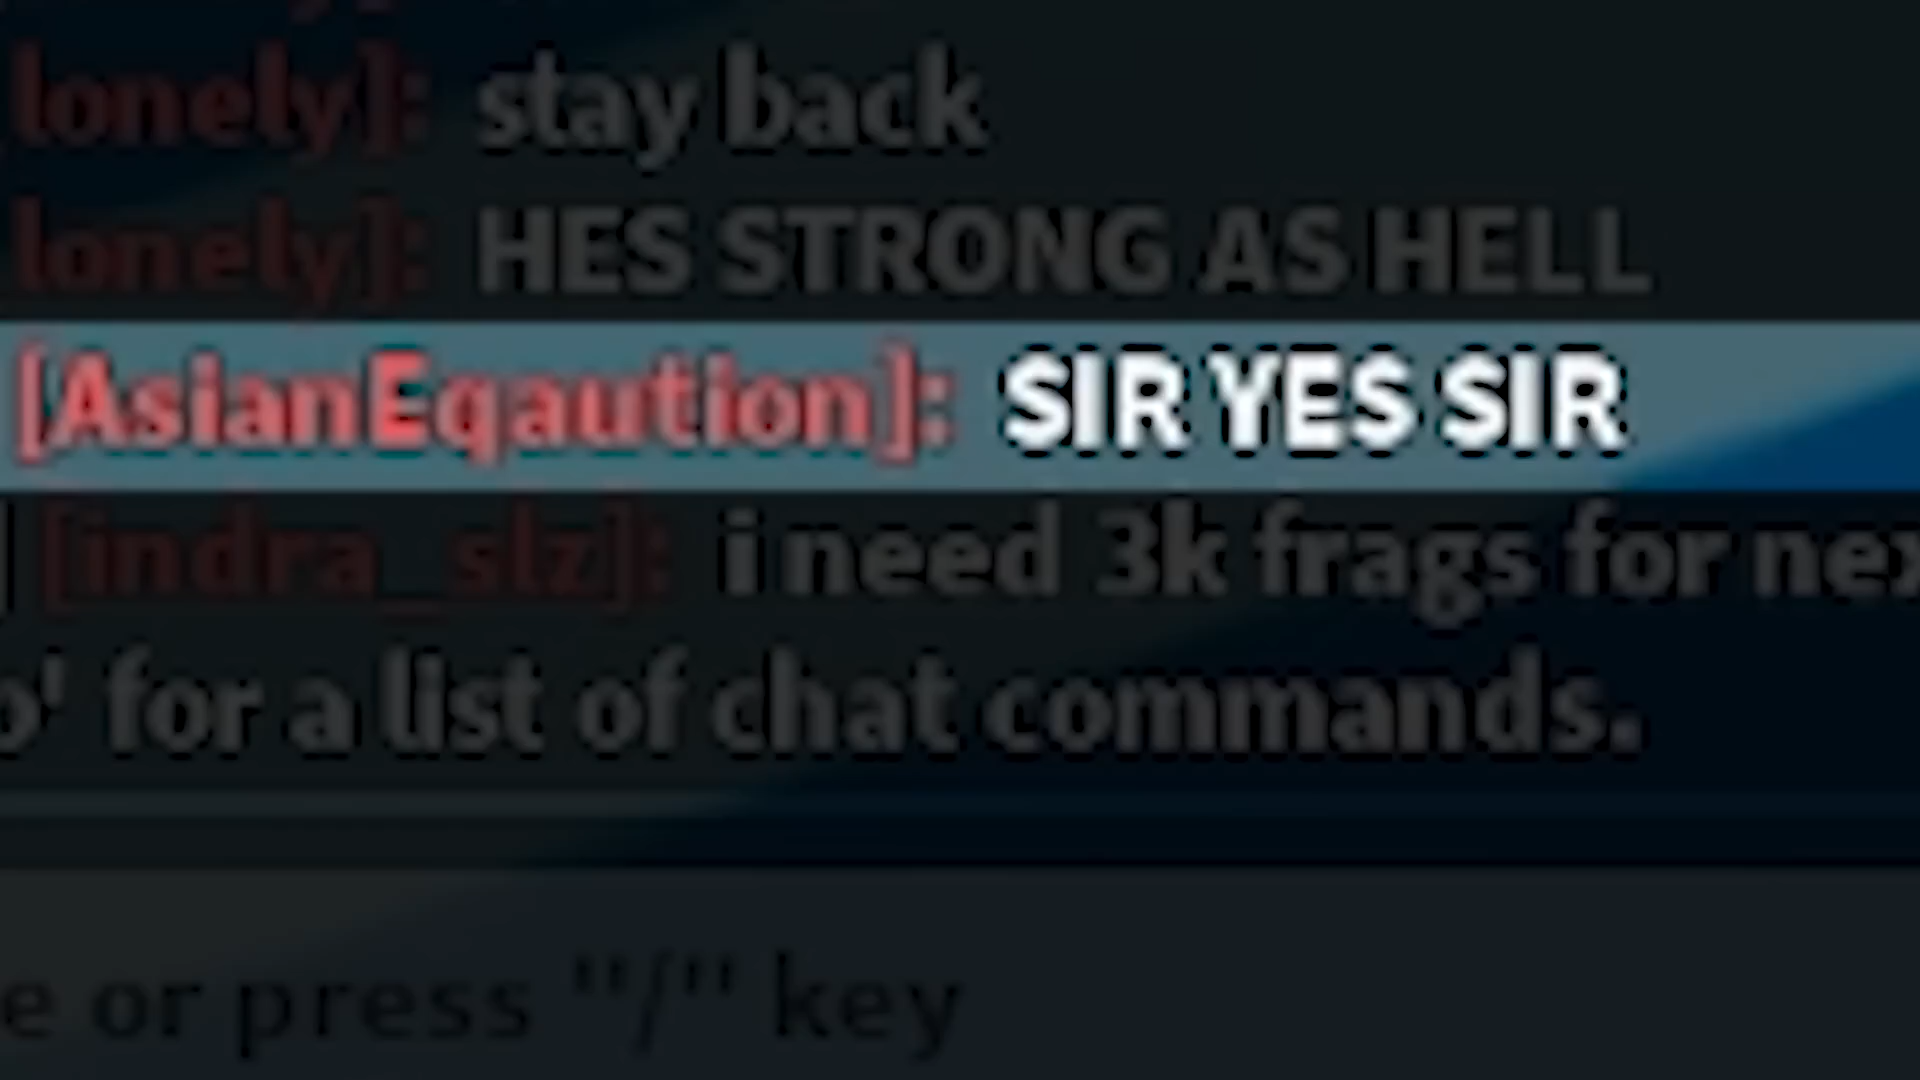 lonely]: stay back
lonely]: HES STRONG AS HELL
[AsianEqaution]: SIR YES SIR
] [indra_slz]: i need 3k frags for nex
' for a list of chat commands.
e or press "/" key